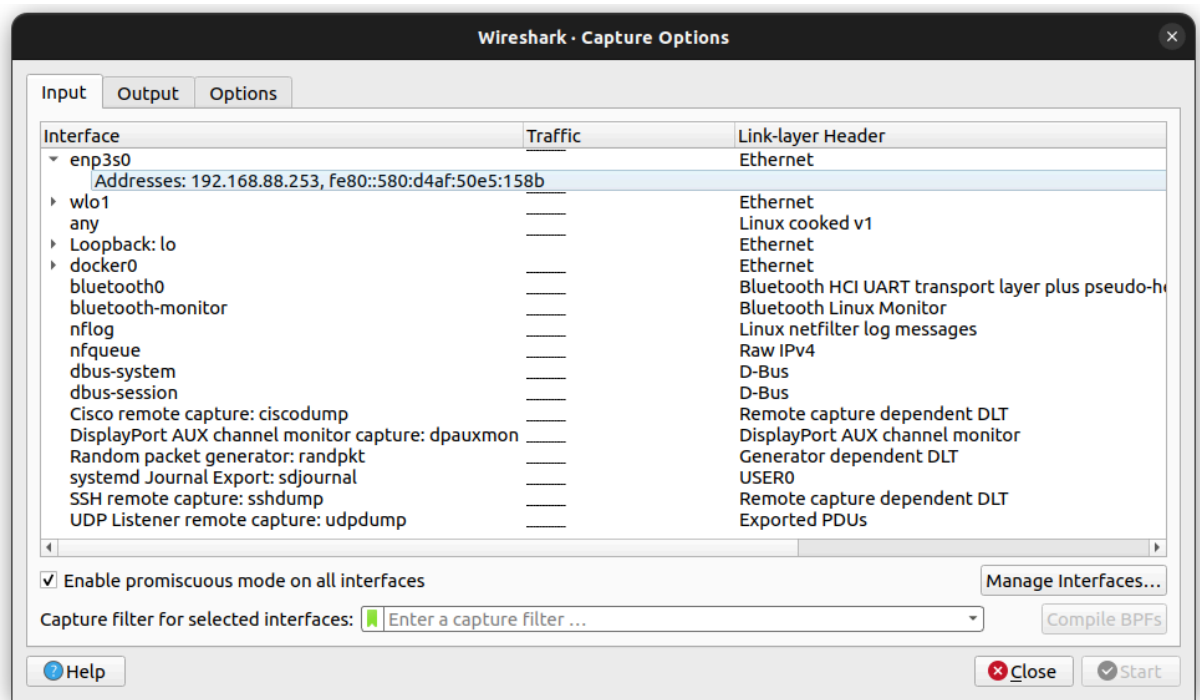 Wireshark · Capture Options
Input Output Options
Interface Traffic Link-layer Header
enp3s0 Ethernet
Addresses: 192.168.88.253, fe80::580:d4af:50e5:158b
wlo1 Ethernet
any Linux cooked v1
Loopback: lo Ethernet
docker0 Ethernet
bluetooth0 Bluetooth HCI UART transport layer plus pseudo-he
bluetooth-monitor Bluetooth Linux Monitor
nflog Linux netfilter log messages
nfqueue Raw IPv4
dbus-system D-Bus
dbus-session D-Bus
Cisco remote capture: ciscodump Remote capture dependent DLT
DisplayPort AUX channel monitor capture: dpauxmon DisplayPort AUX channel monitor
Random packet generator: randpkt Generator dependent DLT
systemd Journal Export: sdjournal USER0
SSH remote capture: sshdump Remote capture dependent DLT
UDP Listener remote capture: udpdump Exported PDUs
Enable promiscuous mode on all interfaces Manage Interfaces...
Capture filter for selected interfaces: Enter a capture filter ... Compile BPFs
Help Close Start